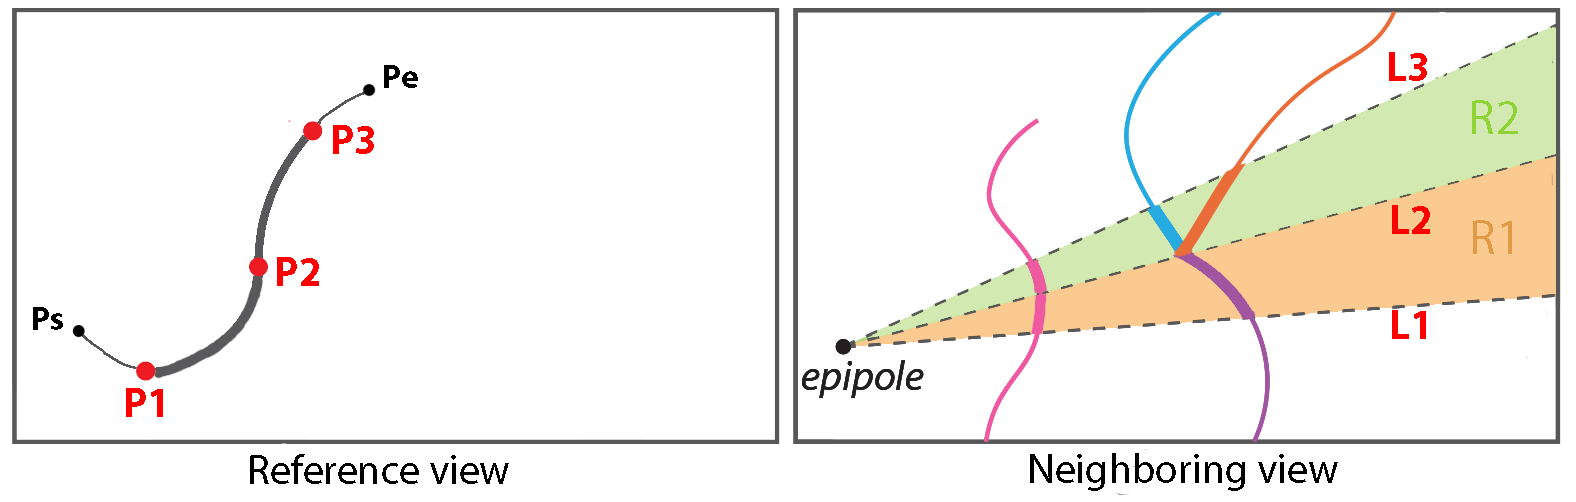 Pe
P3
P2
Ps
P1
Reference view
L3
R2
L2
R1
L1
epipole
Neighboring view